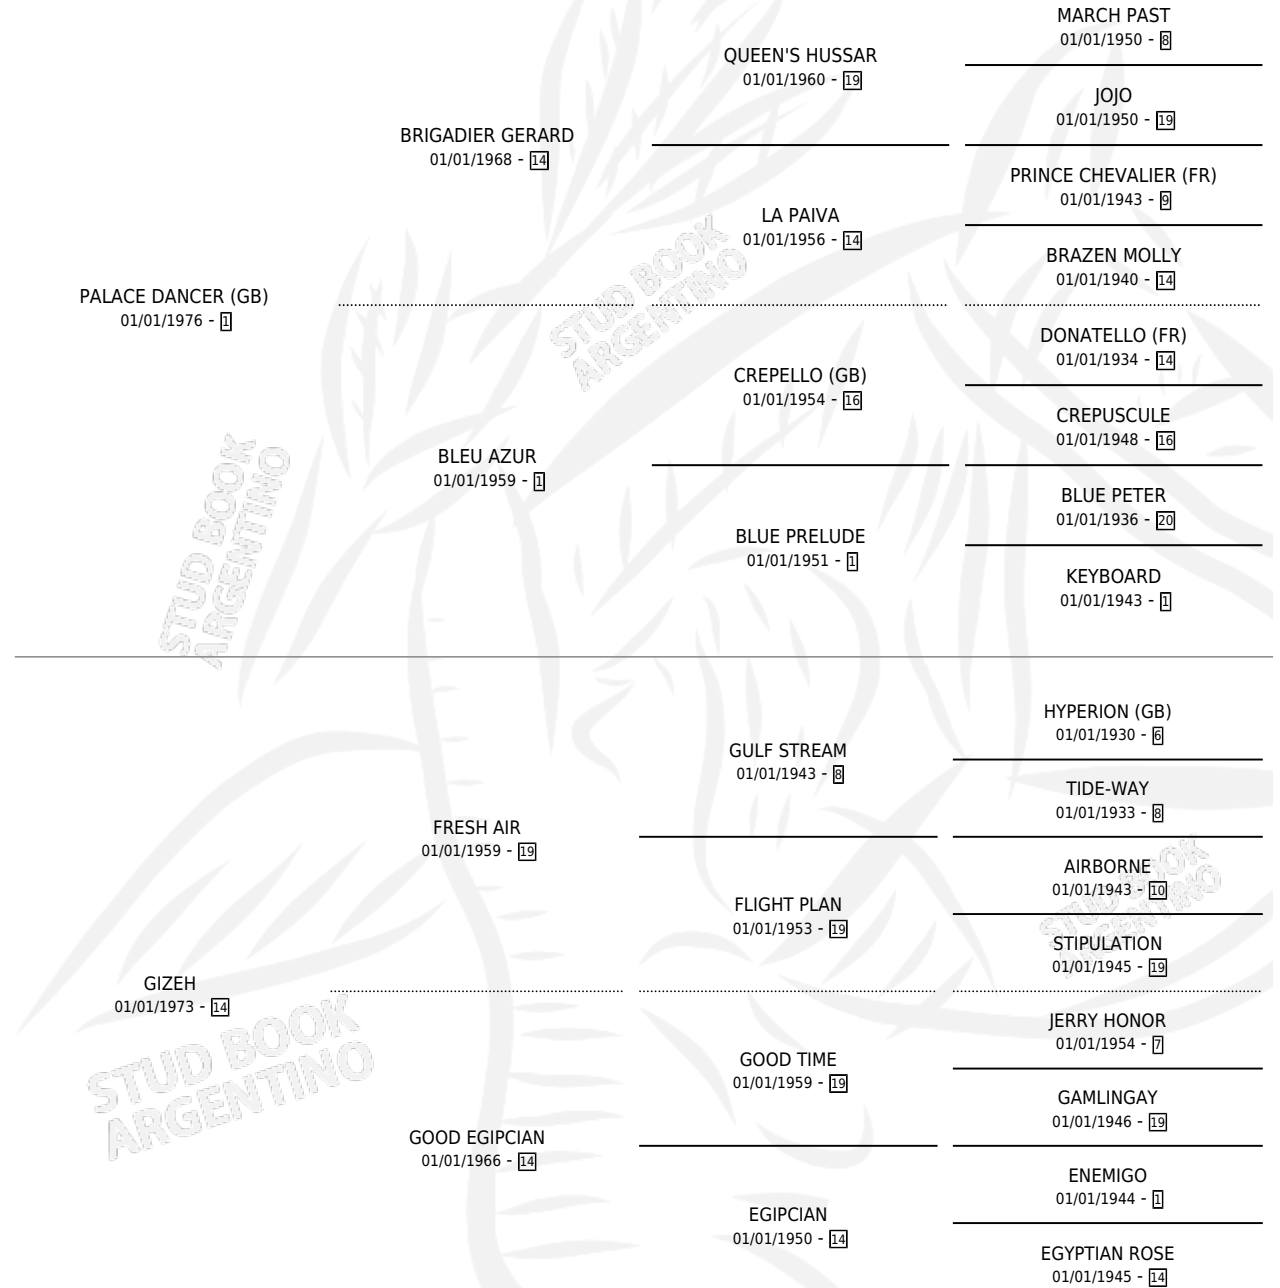 MARCH PAST
01/01/1950 - 8
QUEEN'S HUSSAR
01/01/1960 - 19
JOJO
01/01/1950 - 19
BRIGADIER GERARD
01/01/1968 - 14
PRINCE CHEVALIER (FR)
01/01/1943 - 9
LA PAIVA
01/01/1956 - 14
BRAZEN MOLLY
01/01/1940 - 14
PALACE DANCER (GB)
01/01/1976 - 1
STUD BOOK
ARGENTINO
DONATELLO (FR)
01/01/1934 - 14
CREPELLO (GB)
01/01/1954 - 16
CREPUSCULE
01/01/1948 - 16
BLEU AZUR
01/01/1959 - 1
BLUE PETER
01/01/1936 - 20
BLUE PRELUDE
01/01/1951 - 1
KEYBOARD
01/01/1943 - 1
STUD BOOK
ARGENTINO
HYPERION (GB)
01/01/1930 - 6
GULF STREAM
01/01/1943 - 8
TIDE-WAY
01/01/1933 - 8
FRESH AIR
01/01/1959 - 19
AIRBORNE
01/01/1943 - 10
FLIGHT PLAN
01/01/1953 - 19
STIPULATION
01/01/1945 - 19
STUD BOOK
ARGENTINO
GIZEH
01/01/1973 - 14
JERRY HONOR
01/01/1954 - 7
GOOD TIME
01/01/1959 - 19
GAMLINGAY
01/01/1946 - 19
STUD BOOK
ARGENTINO
GOOD EGIPCIAN
01/01/1966 - 14
ENEMIGO
01/01/1944 - 1
EGIPCIAN
01/01/1950 - 14
EGYPTIAN ROSE
01/01/1945 - 14